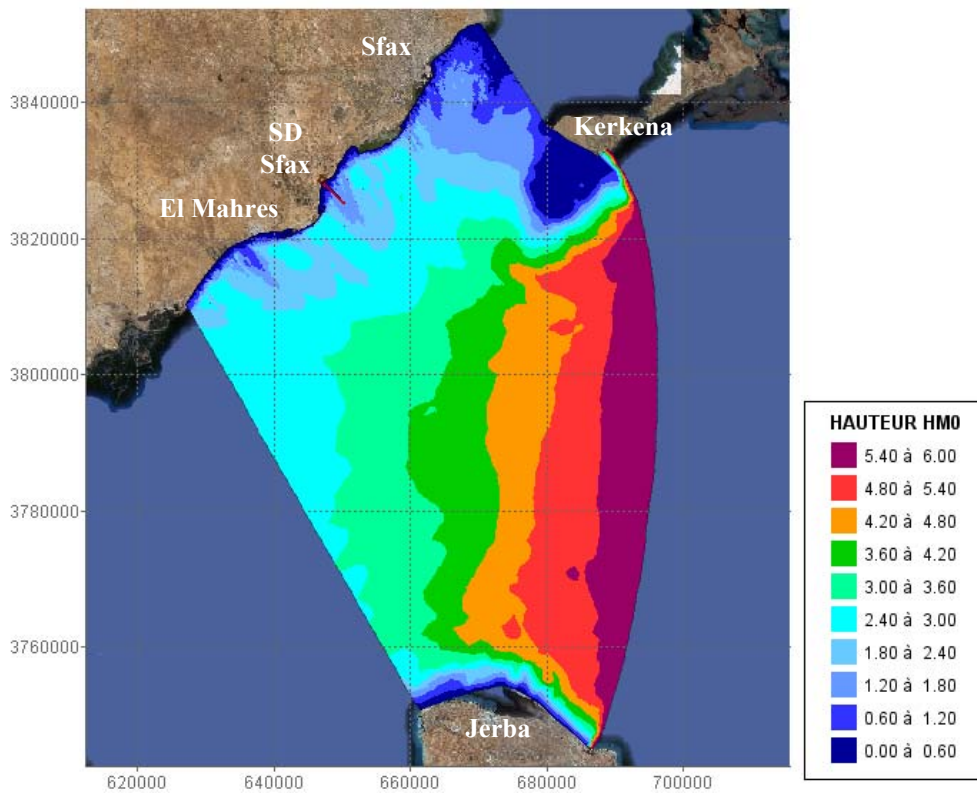 Sfax
3840000
Kerkena
SD
Sfax
El Mahres
3820000
3800000
3780000
3760000
Jerba
620000 640000 660000 680000 700000
HAUTEUR HM0
5.40 à 6.00
4.80 à 5.40
4.20 à 4.80
3.60 à 4.20
3.00 à 3.60
2.40 à 3.00
1.80 à 2.40
1.20 à 1.80
0.60 à 1.20
0.00 à 0.60